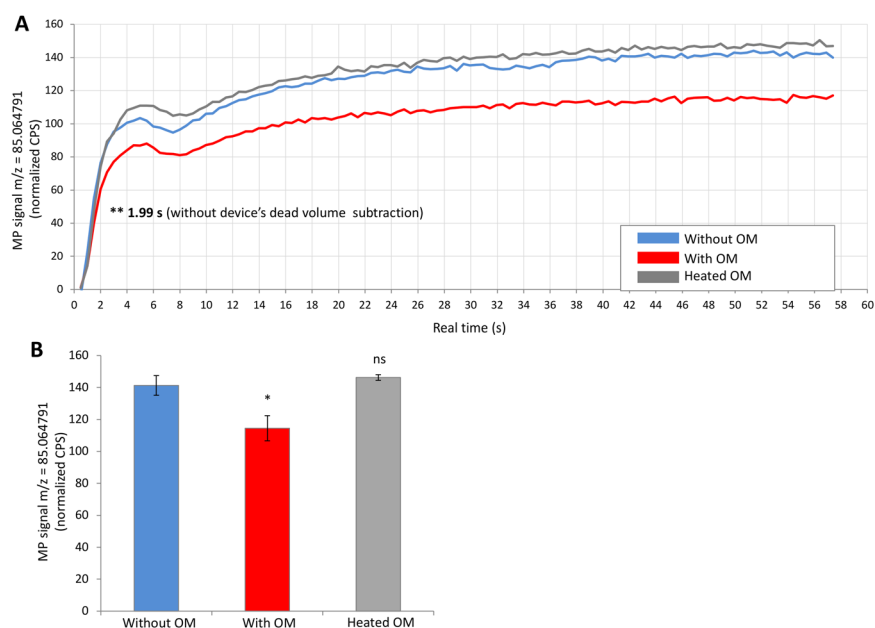 A
160
140
120
100
80
60
40
20
0
MP signal m/z = 85.064791
(normalized CPS)
** 1.99 s (without device's dead volume subtraction)
Without OM
With OM
Heated OM
0 2 4 6 8 10 12 14 16 18 20 22 24 26 28 30 32 34 36 38 40 42 44 46 48 50 52 54 56 58 60
Real time (s)
B
160
140
120
100
80
60
40
20
0
MP signal m/z = 85.064791
(normalized CPS)
*
ns
Without OM With OM Heated OM